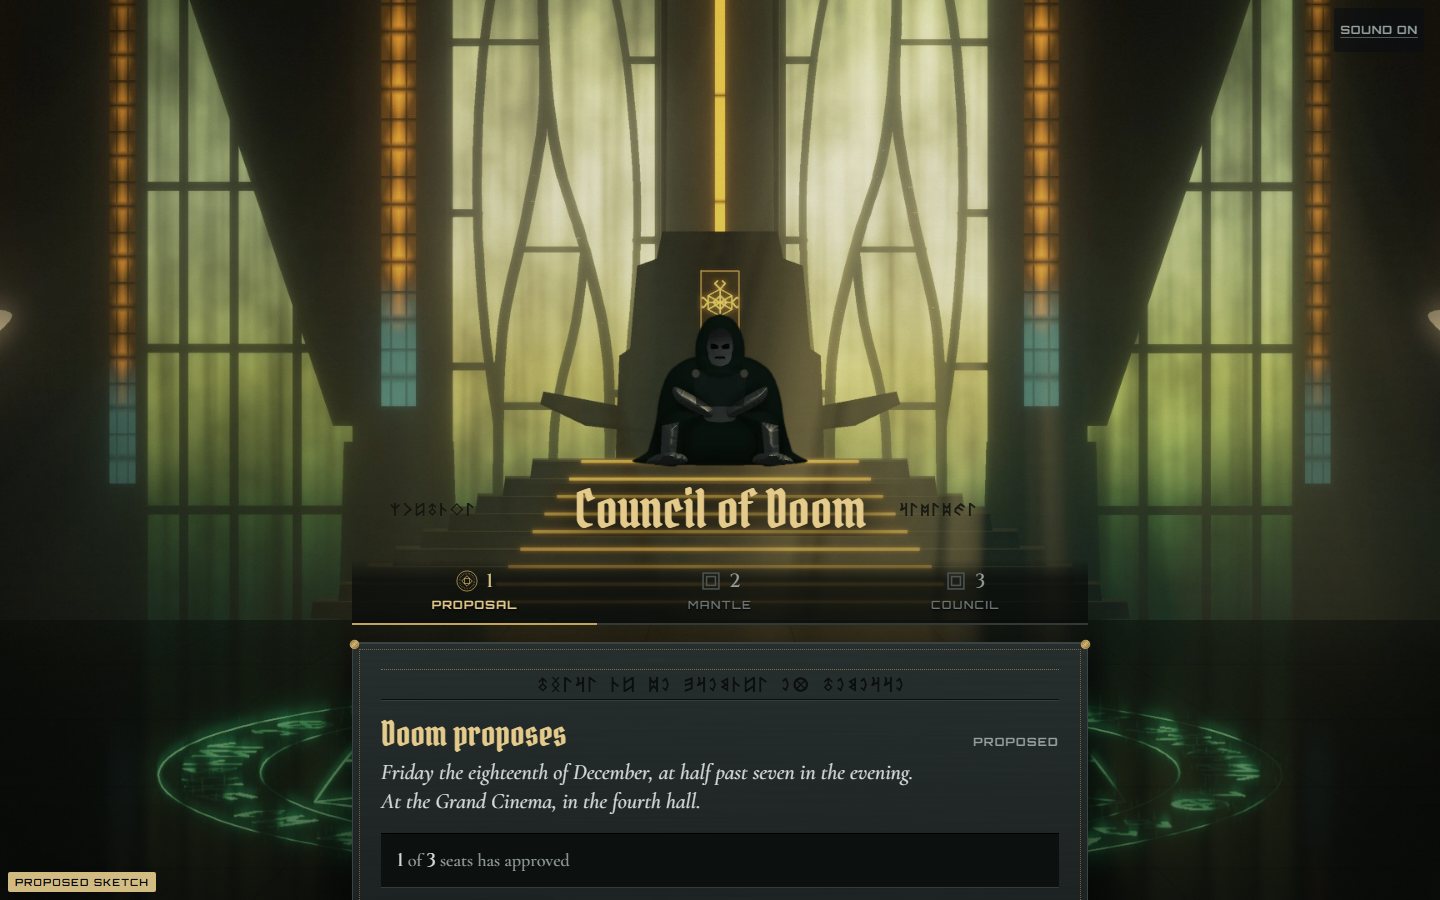 SOUND ON
Council of Doom
1
PROPOSAL
2
MANTLE
3
COUNCIL
Doom proposes
PROPOSED
Friday the eighteenth of December, at half past seven in the evening.
At the Grand Cinema, in the fourth hall.
1 of 3 seats has approved
PROPOSED SKETCH